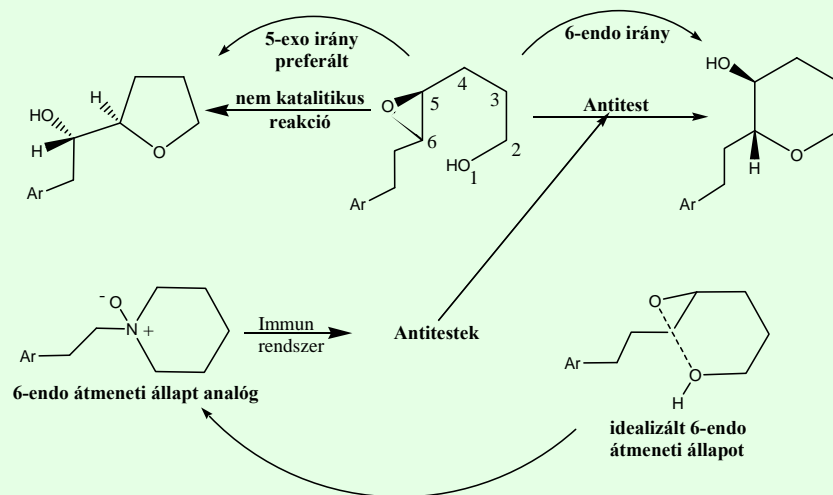 5-exo irány
preferált
6-endo irány
nem katalitikus
reakció
Antitest
HO
H
H
O
Ar
O
4
3
5
6
2
HO
1
Ar
HO
O
H
Ar
-
O
N
+
Ar
Immun
rendszer
Antitestek
O
Ar
O
H
6-endo átmeneti állapt analóg
idealizált 6-endo
átmeneti állapot